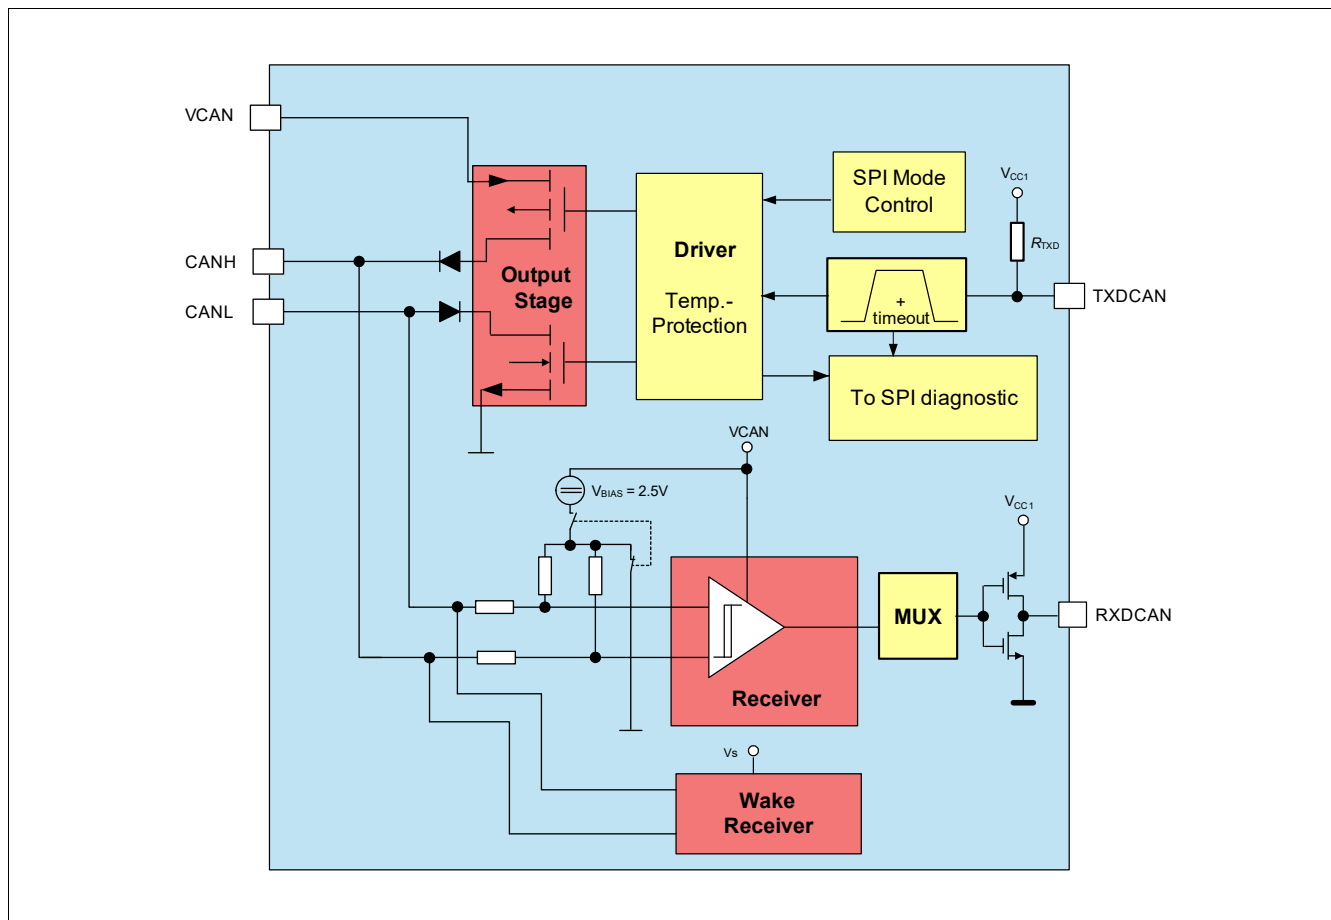 VCAN
SPI Mode
Control
VCC1
RTXD
CANH
Driver
Output
Stage
TXDCAN
CANL
Temp.-
Protection
+
timeout
To SPI diagnostic
VCAN
VBIAS = 2.5V
VCC1
MUX
RXDCAN
Receiver
Vs
Wake
Receiver